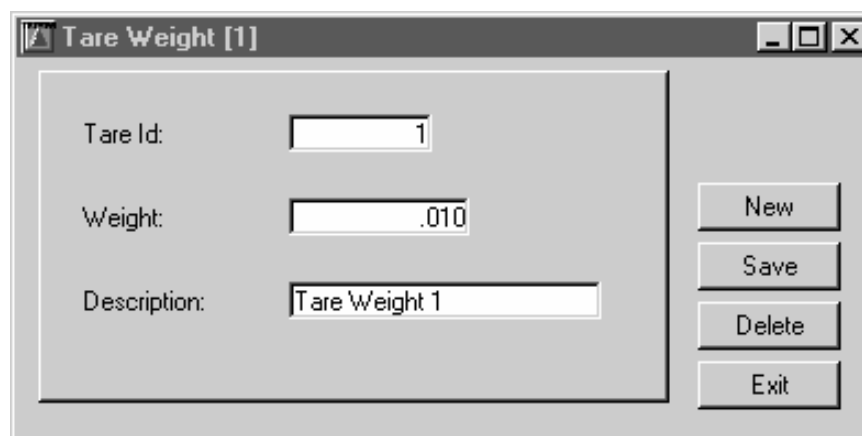 Tare Weight [1]
Tare Id: 1
Weight: .010
Description: Tare Weight 1
New
Save
Delete
Exit